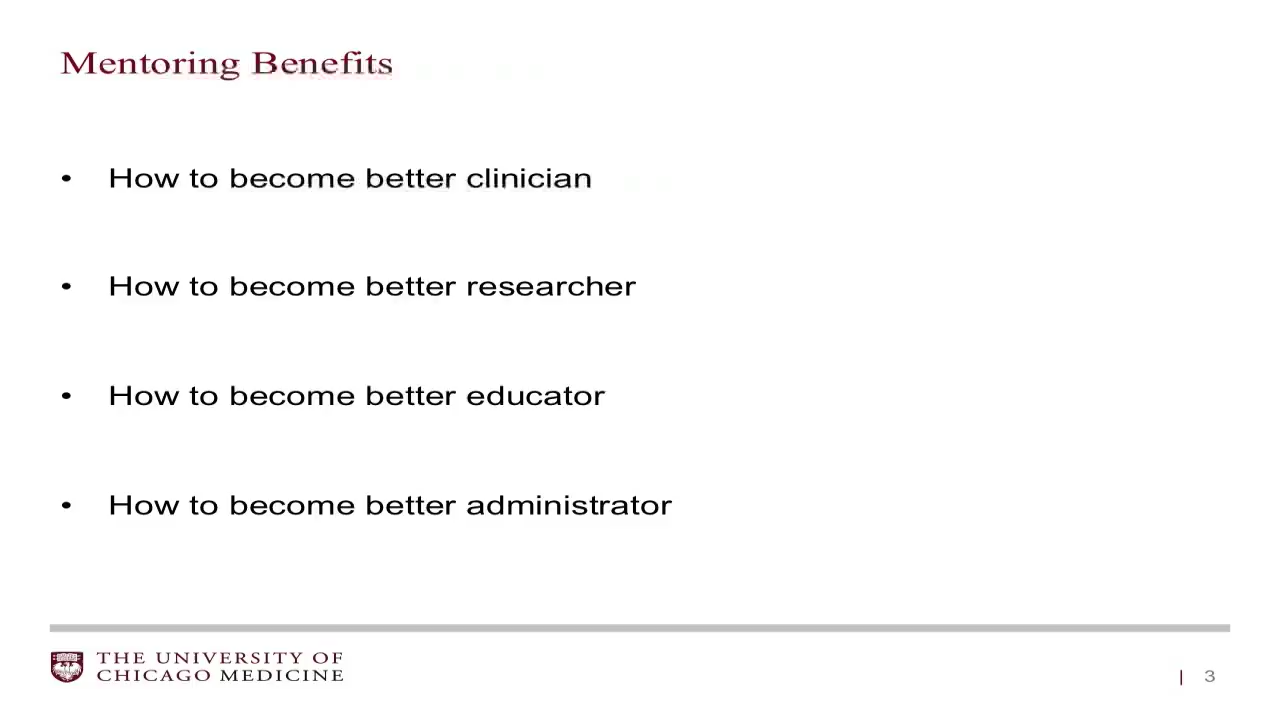 Mentoring Benefits
• How to become better clinician
• How to become better researcher
• How to become better educator
• How to become better administrator
THE UNIVERSITY OF
CHICAGO MEDICINE
| 3